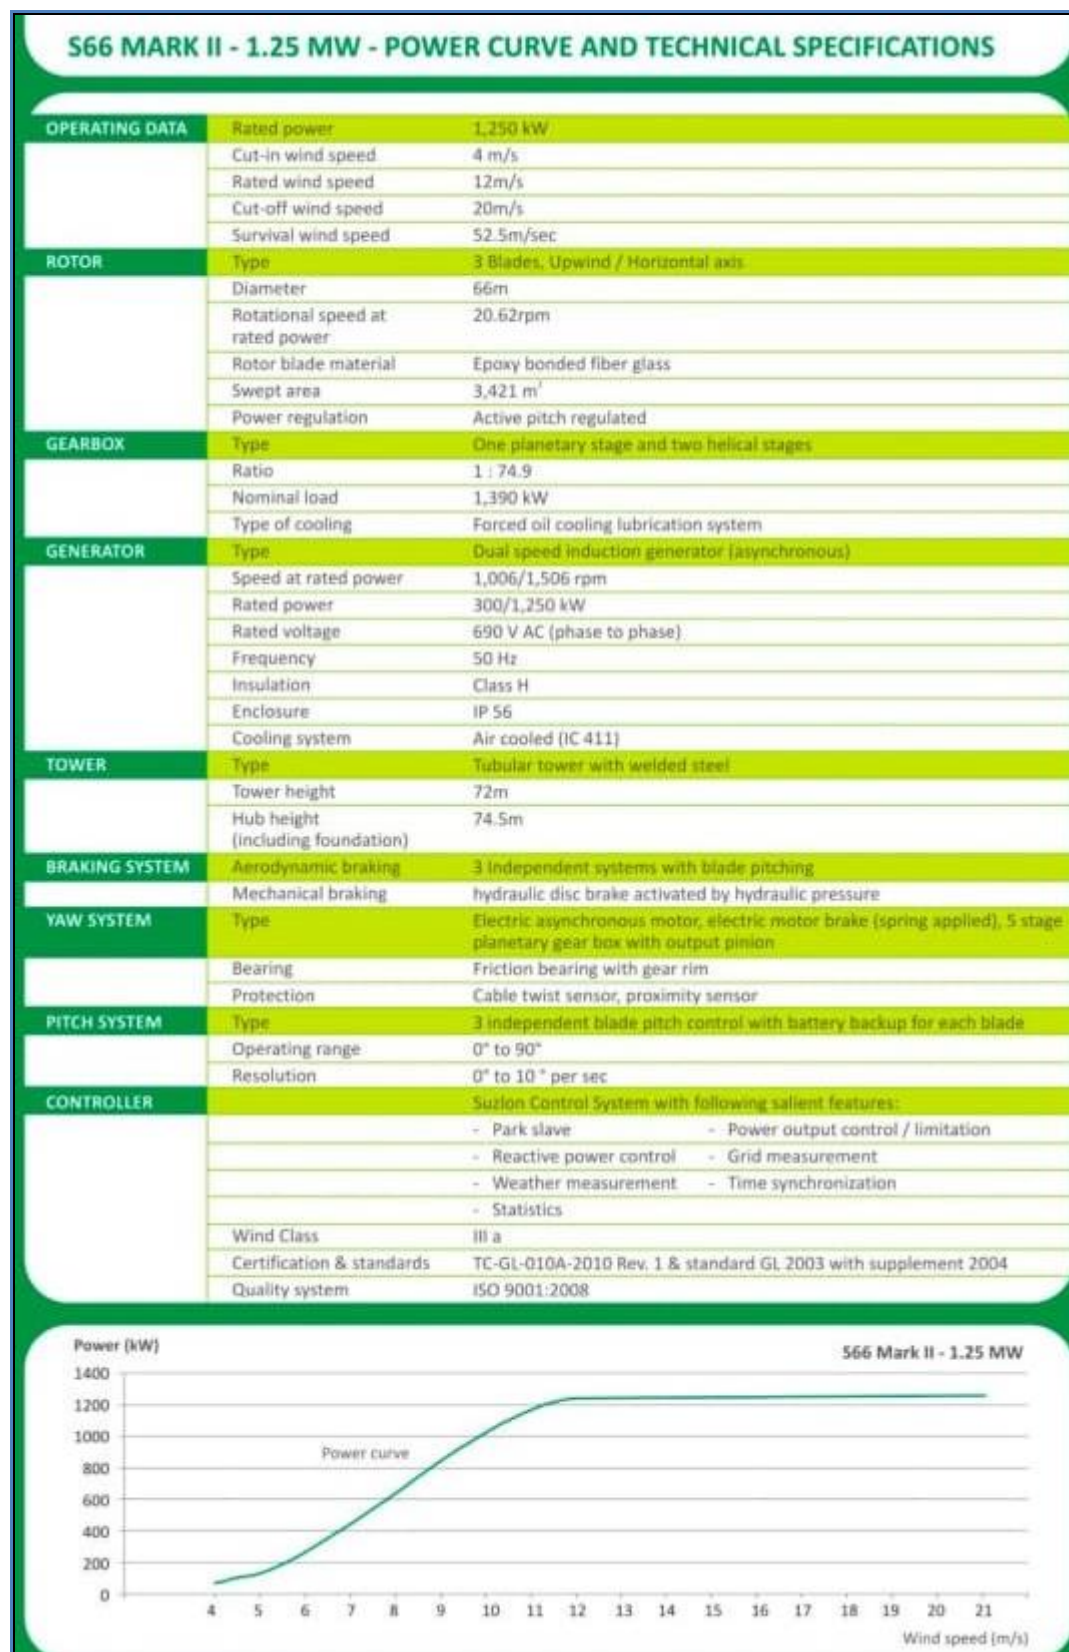 S66 MARK II - 1.25 MW - POWER CURVE AND TECHNICAL SPECIFICATIONS
OPERATING DATA Rated power 1,250 kW
Cut-in wind speed 4 m/s
Rated wind speed 12m/s
Cut-off wind speed 20m/s
Survival wind speed 52.5m/sec
ROTOR Type 3 Blades, Upwind / Horizontal axis
Diameter 66m
Rotational speed at 20.62rpm
rated power
Rotor blade material Epoxy bonded fiber glass
Swept area 3,421 m²
Power regulation Active pitch regulated
GEARBOX Type One planetary stage and two helical stages
Ratio 1 : 74.9
Nominal load 1,390 kW
Type of cooling Forced oil cooling lubrication system
GENERATOR Type Dual speed induction generator (asynchronous)
Speed at rated power 1,006/1,506 rpm
Rated power 300/1,250 kW
Rated voltage 690 V AC (phase to phase)
Frequency 50 Hz
Insulation Class H
Enclosure IP 56
Cooling system Air cooled (IC 411)
TOWER Type Tubular tower with welded steel
Tower height 72m
Hub height 74.5m
(including foundation)
BRAKING SYSTEM Aerodynamic braking 3 Independent systems with blade pitching
Mechanical braking hydraulic disc brake activated by hydraulic pressure
YAW SYSTEM Type Electric asynchronous motor, electric motor brake (spring applied), 5 stage
planetary gear box with output pinion
Bearing Friction bearing with gear rim
Protection Cable twist sensor, proximity sensor
PITCH SYSTEM Type 3 independent blade pitch control with battery backup for each blade
Operating range 0° to 90°
Resolution 0° to 10 ° per sec
CONTROLLER Suzlon Control System with following salient features:
- Park slave - Power output control / limitation
- Reactive power control - Grid measurement
- Weather measurement - Time synchronization
- Statistics
Wind Class III a
Certification & standards TC-GL-010A-2010 Rev. 1 & standard GL 2003 with supplement 2004
Quality system ISO 9001:2008
Power (kW)
S66 Mark II - 1.25 MW
1400
1200
1000
Power curve
800
600
400
200
0
4 5 6 7 8 9 10 11 12 13 14 15 16 17 18 19 20 21
Wind speed (m/s)